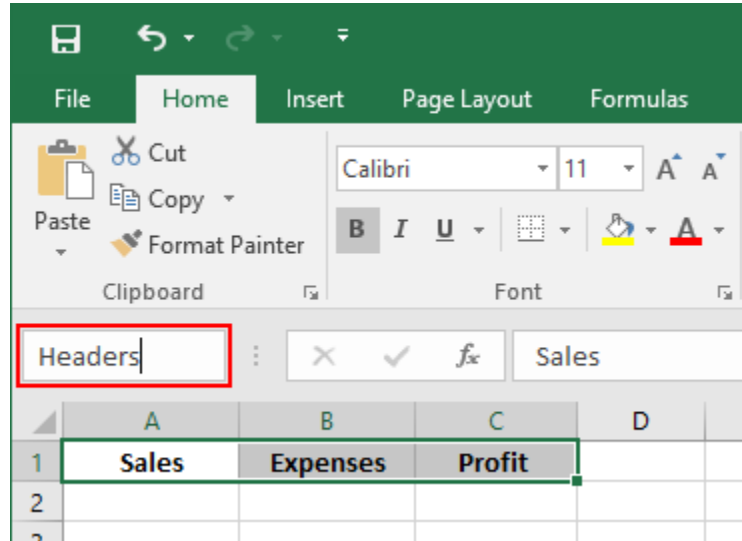 File Home Insert Page Layout Formulas
Cut
Calibri 11 A A
Copy
Paste
B I U A
Format Painter
Clipboard Font
Headers fx Sales
A B C D
1 Sales Expenses Profit
2